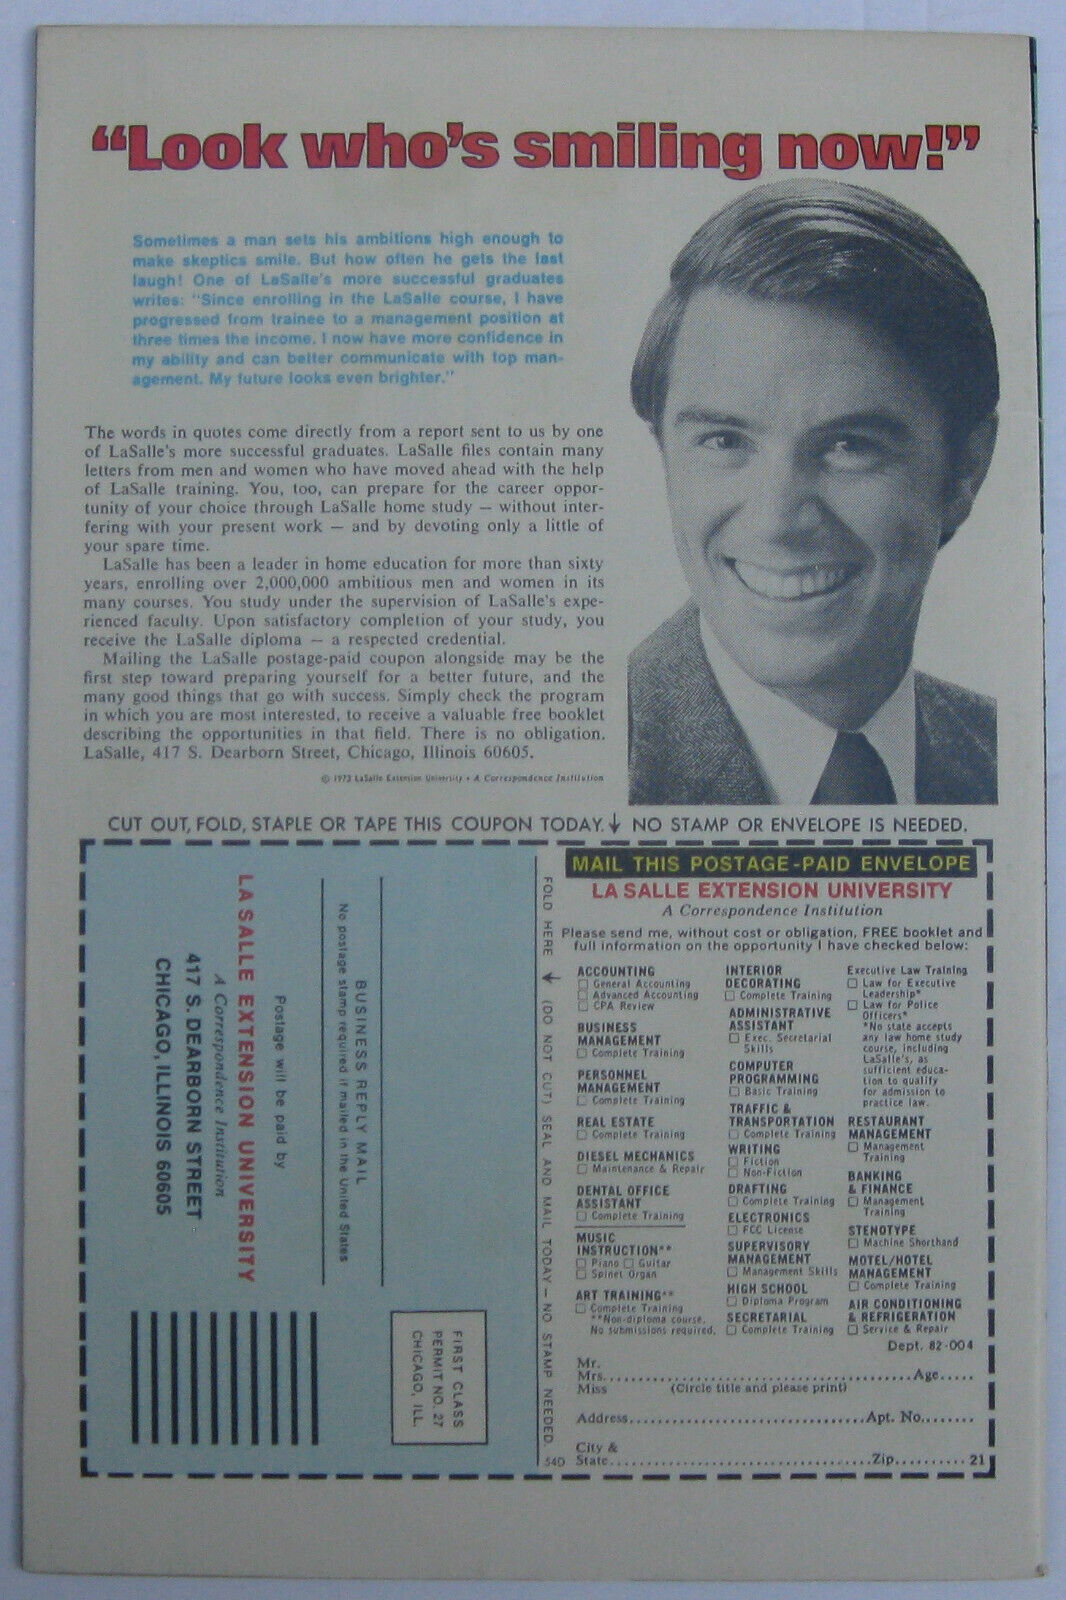 “Look who’s smiling now!”
Sometimes a man sets his ambitions high enough to
make skeptics smile. But how often he gets the last
laugh! One of LaSalle's more successful graduates
writes: "Since enrolling in the LaSalle course, I have
progressed from trainee to a management position at
three times the income. I now have more confidence in
my ability and can better communicate with top man-
agement. My future looks even brighter."
The words in quotes come directly from a report sent to us by one
of LaSalle's more successful graduates. LaSalle files contain many
letters from men and women who have moved ahead with the help
of LaSalle training. You, too, can prepare for the career oppor-
tunity of your choice through LaSalle home study — without inter-
fering with your present work — and by devoting only a little of
your spare time.
LaSalle has been a leader in home education for more than sixty
years, enrolling over 2,000,000 ambitious men and women in its
many courses. You study under the supervision of LaSalle's expe-
rienced faculty. Upon satisfactory completion of your study, you
receive the LaSalle diploma — a respected credential.
Mailing the LaSalle postage-paid coupon alongside may be the
first step toward preparing yourself for a better future, and the
many good things that go with success. Simply check the program
in which you are most interested, to receive a valuable free booklet
describing the opportunities in that field. There is no obligation.
LaSalle, 417 S. Dearborn Street, Chicago, Illinois 60605.
© 1973 LaSalle Extension University • A Correspondence Institution
CUT OUT, FOLD, STAPLE OR TAPE THIS COUPON TODAY. ↓ NO STAMP OR ENVELOPE IS NEEDED.
FIRST CLASS
PERMIT NO. 27
CHICAGO, ILL.
BUSINESS REPLY MAIL
No postage stamp required if mailed in the United States
Postage will be paid by
LA SALLE EXTENSION UNIVERSITY
A Correspondence Institution
417 S. DEARBORN STREET
CHICAGO, ILLINOIS 60605
FOLD HERE ↓ (DO NOT CUT) SEAL AND MAIL TODAY — NO STAMP NEEDED.
540
MAIL THIS POSTAGE-PAID ENVELOPE
LA SALLE EXTENSION UNIVERSITY
A Correspondence Institution
Please send me, without cost or obligation, FREE booklet and
full information on the opportunity I have checked below:
ACCOUNTING
□ General Accounting
□ Advanced Accounting
□ CPA Review
BUSINESS
MANAGEMENT
□ Complete Training
PERSONNEL
MANAGEMENT
□ Complete Training
REAL ESTATE
□ Complete Training
DIESEL MECHANICS
□ Maintenance & Repair
DENTAL OFFICE
ASSISTANT
□ Complete Training
MUSIC
INSTRUCTION**
□ Piano □ Guitar
□ Spinet Organ
ART TRAINING**
□ Complete Training
**Non-diploma course.
No submissions required.
INTERIOR
DECORATING
□ Complete Training
ADMINISTRATIVE
ASSISTANT
□ Exec. Secretarial
Skills
COMPUTER
PROGRAMMING
□ Basic Training
TRAFFIC &
TRANSPORTATION
□ Complete Training
WRITING
□ Fiction
□ Non-Fiction
DRAFTING
□ Complete Training
ELECTRONICS
□ FCC License
SUPERVISORY
MANAGEMENT
□ Management Skills
HIGH SCHOOL
□ Diploma Program
SECRETARIAL
□ Complete Training
Executive Law Training
□ Law for Executive
Leadership*
□ Law for Police
Officers*
*No state accepts
any law home study
course, including
LaSalle's, as
sufficient educa-
tion to qualify
for admission to
practice law.
RESTAURANT
MANAGEMENT
□ Management
Training
BANKING
& FINANCE
□ Management
Training
STENOTYPE
□ Machine Shorthand
MOTEL/HOTEL
MANAGEMENT
□ Complete Training
AIR CONDITIONING
& REFRIGERATION
□ Service & Repair
Dept. 82-004
Mr.
Mrs. Age
Miss (Circle title and please print)
Address Apt. No.
City &
State Zip 21